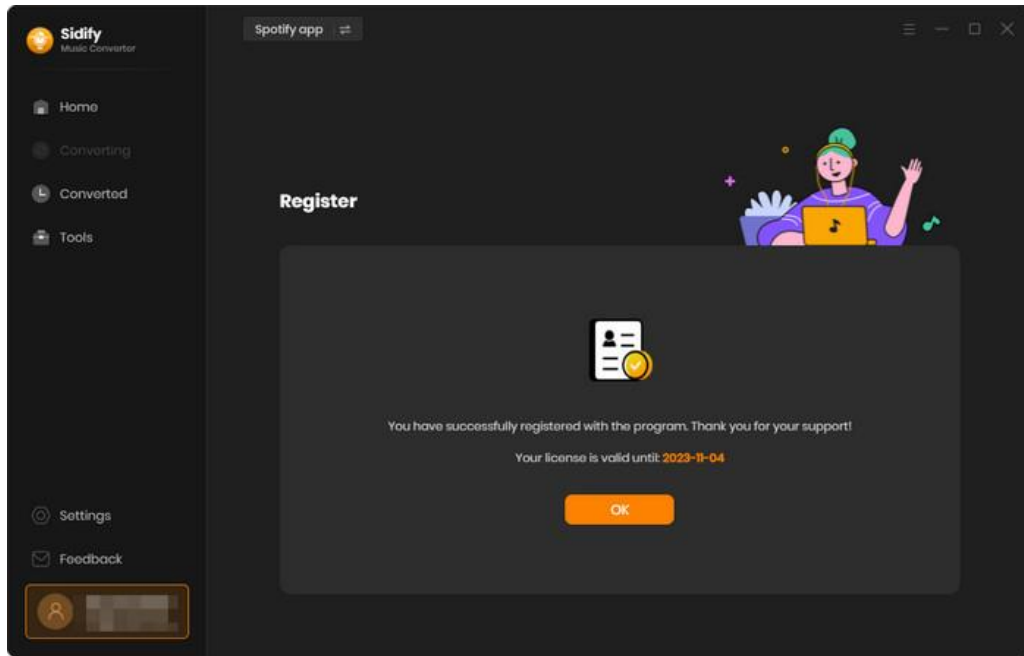 Sidify
Music Converter
Spotify app
Home
Converting
Converted
Tools
Register
You have successfully registered with the program. Thank you for your support!
Your license is valid until: 2023-11-04
OK
Settings
Feedback